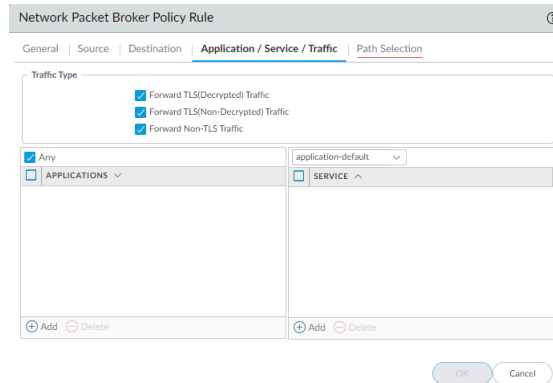 Network Packet Broker Policy Rule
General | Source | Destination | Application / Service / Traffic | Path Selection
Traffic Type
Forward TLS(Decrypted) Traffic
Forward TLS(Non-Decrypted) Traffic
Forward Non-TLS Traffic
Any
application-default
APPLICATIONS
SERVICE
Add Delete
Add Delete
OK Cancel